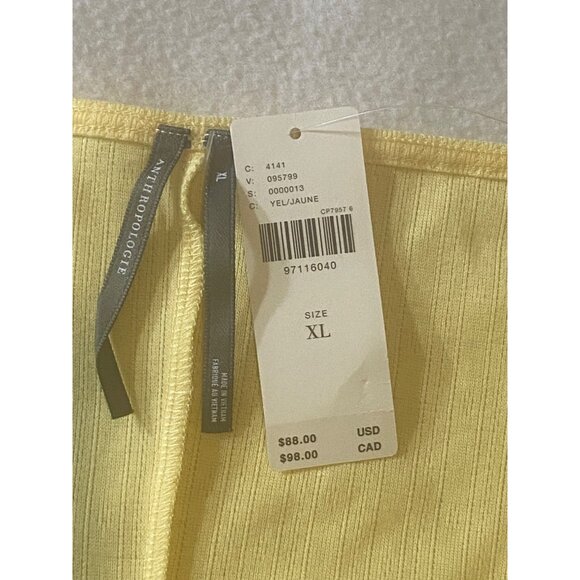 ANTHROPOLOGIE
XL
MADE IN VIETNAM
FABRIQUÉ AU VIETNAM
C: 4141
V: 095799
S: 0000013
C: YEL/JAUNE
CP7957 6
97116040
SIZE
XL
$88.00 USD
$98.00 CAD